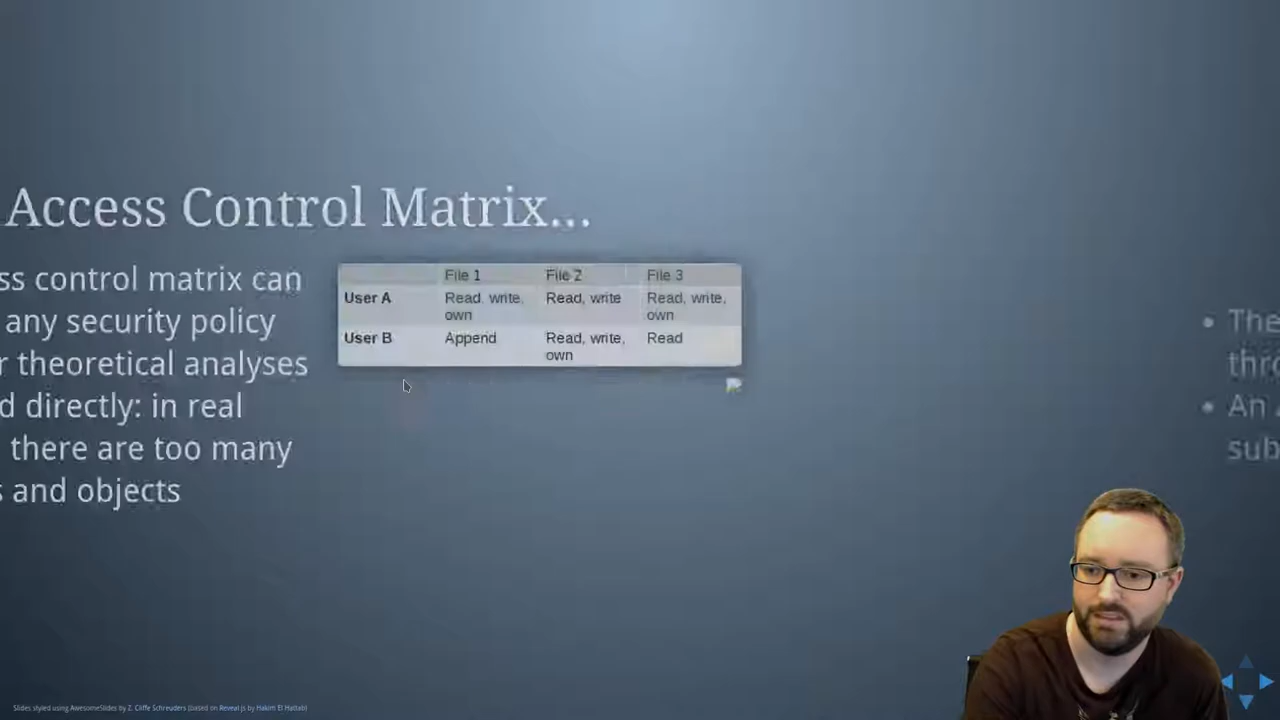 Access Control Matrix...
ss control matrix can
any security policy
r theoretical analyses
d directly: in real
there are too many
s and objects
File 1 File 2 File 3
User A Read, write, own Read, write Read, write, own
User B Append Read, write, own Read
• The
thro
• An
sub
Slides styled using AwesomeSlides by Z. Cliffe Schreuders (based on Reveal.js by Hakim El Hattab)